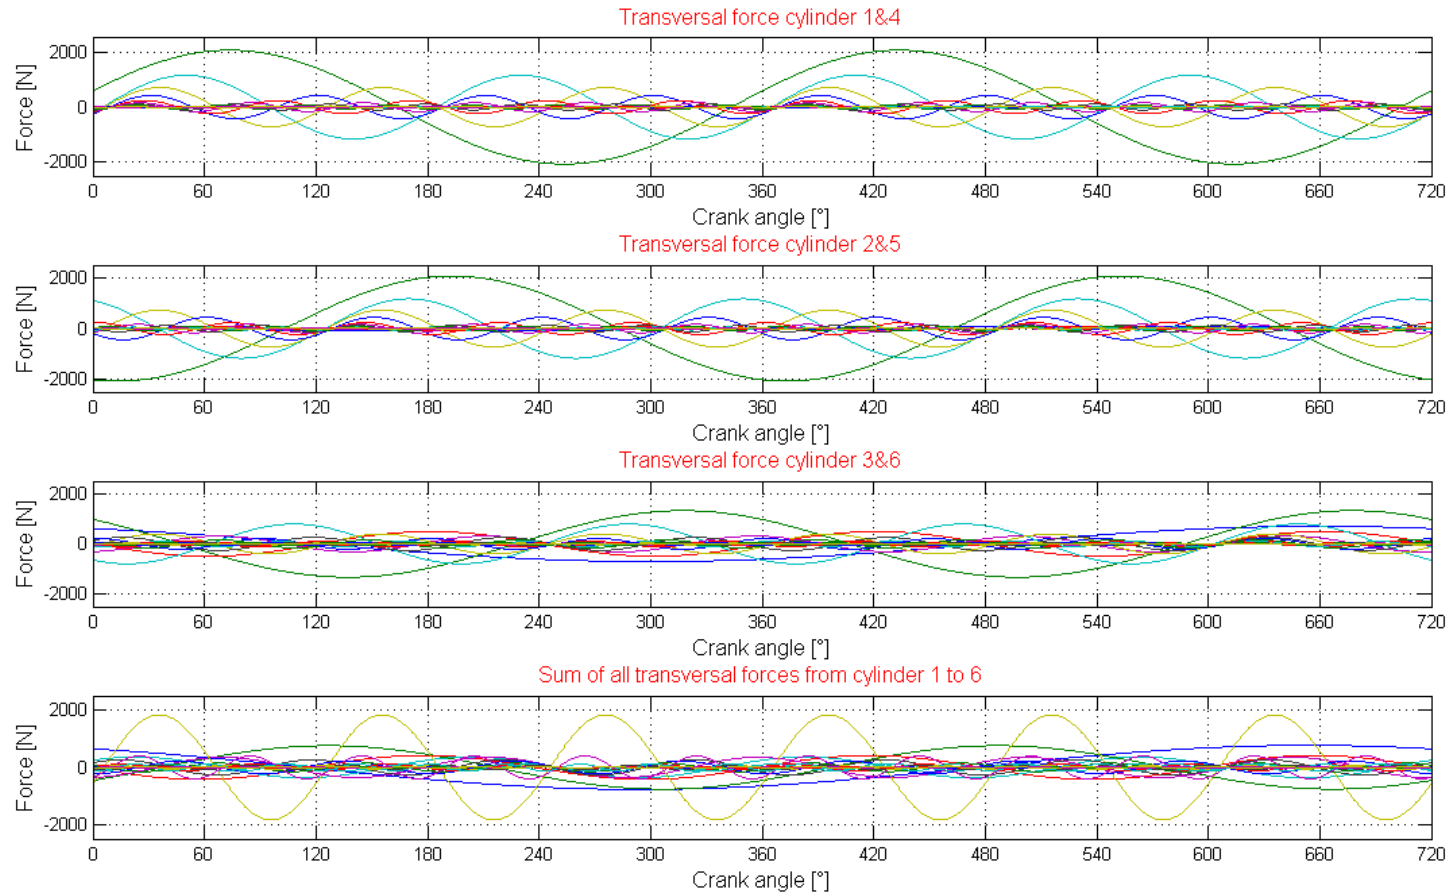 Transversal force cylinder 1&4
Force [N]
2000
0
-2000
0 60 120 180 240 300 360 420 480 540 600 660 720
Crank angle [°]
Transversal force cylinder 2&5
Force [N]
2000
0
-2000
0 60 120 180 240 300 360 420 480 540 600 660 720
Crank angle [°]
Transversal force cylinder 3&6
Force [N]
2000
0
-2000
0 60 120 180 240 300 360 420 480 540 600 660 720
Crank angle [°]
Sum of all transversal forces from cylinder 1 to 6
Force [N]
2000
0
-2000
0 60 120 180 240 300 360 420 480 540 600 660 720
Crank angle [°]